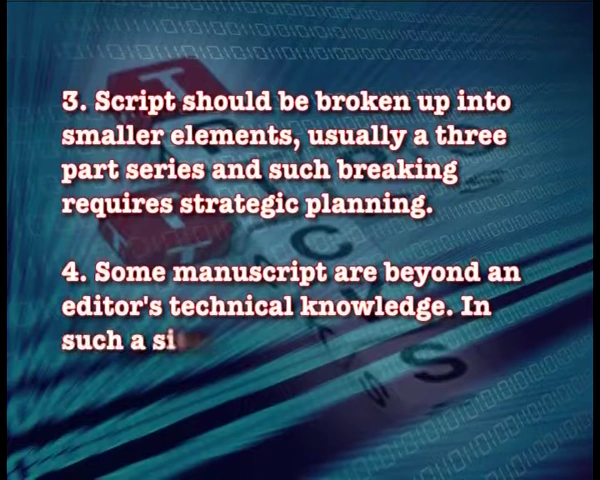 3. Script should be broken up into
smaller elements, usually a three
part series and such breaking
requires strategic planning.
4. Some manuscript are beyond an
editor's technical knowledge. In
such a si